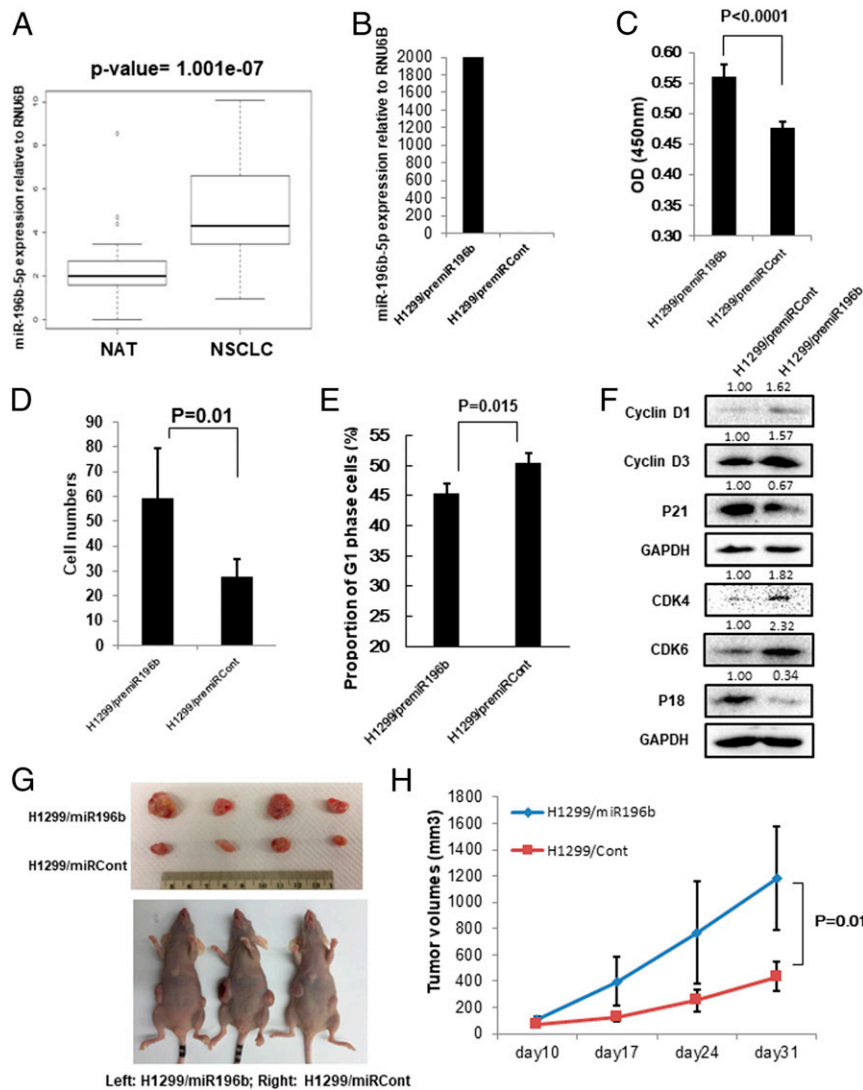 A
p-value= 1.001e-07
miR-196b-5p expression relative to RNU6B
10
8
6
4
2
0
NAT NSCLC
B
miR-196b-5p expression relative to RNU6B
2000
1800
1600
1400
1200
1000
800
600
400
200
0
H1299/premiR196b
H1299/premiRCont
C
P<0.0001
OD (450nm)
0.60
0.55
0.50
0.45
0.40
0.35
0.30
H1299/premiR196b
H1299/premiRCont
D
P=0.01
Cell numbers
90
80
70
60
50
40
30
20
10
0
H1299/premiR196b
H1299/premiRCont
E
P=0.015
Proportion of G1 phase cells (%)
55
50
45
40
35
30
25
20
H1299/premiR196b
H1299/premiRCont
F
H1299/premiRCont
H1299/premiR196b
1.00 1.62
Cyclin D1
1.00 1.57
Cyclin D3
1.00 0.67
P21
GAPDH
1.00 1.82
CDK4
1.00 2.32
CDK6
1.00 0.34
P18
GAPDH
G
H1299/miR196b
H1299/miRCont
Left: H1299/miR196b; Right: H1299/miRCont
H
Tumor volumes (mm3)
1800
1600
1400
1200
1000
800
600
400
200
0
H1299/miR196b
H1299/Cont
P=0.01
day10 day17 day24 day31